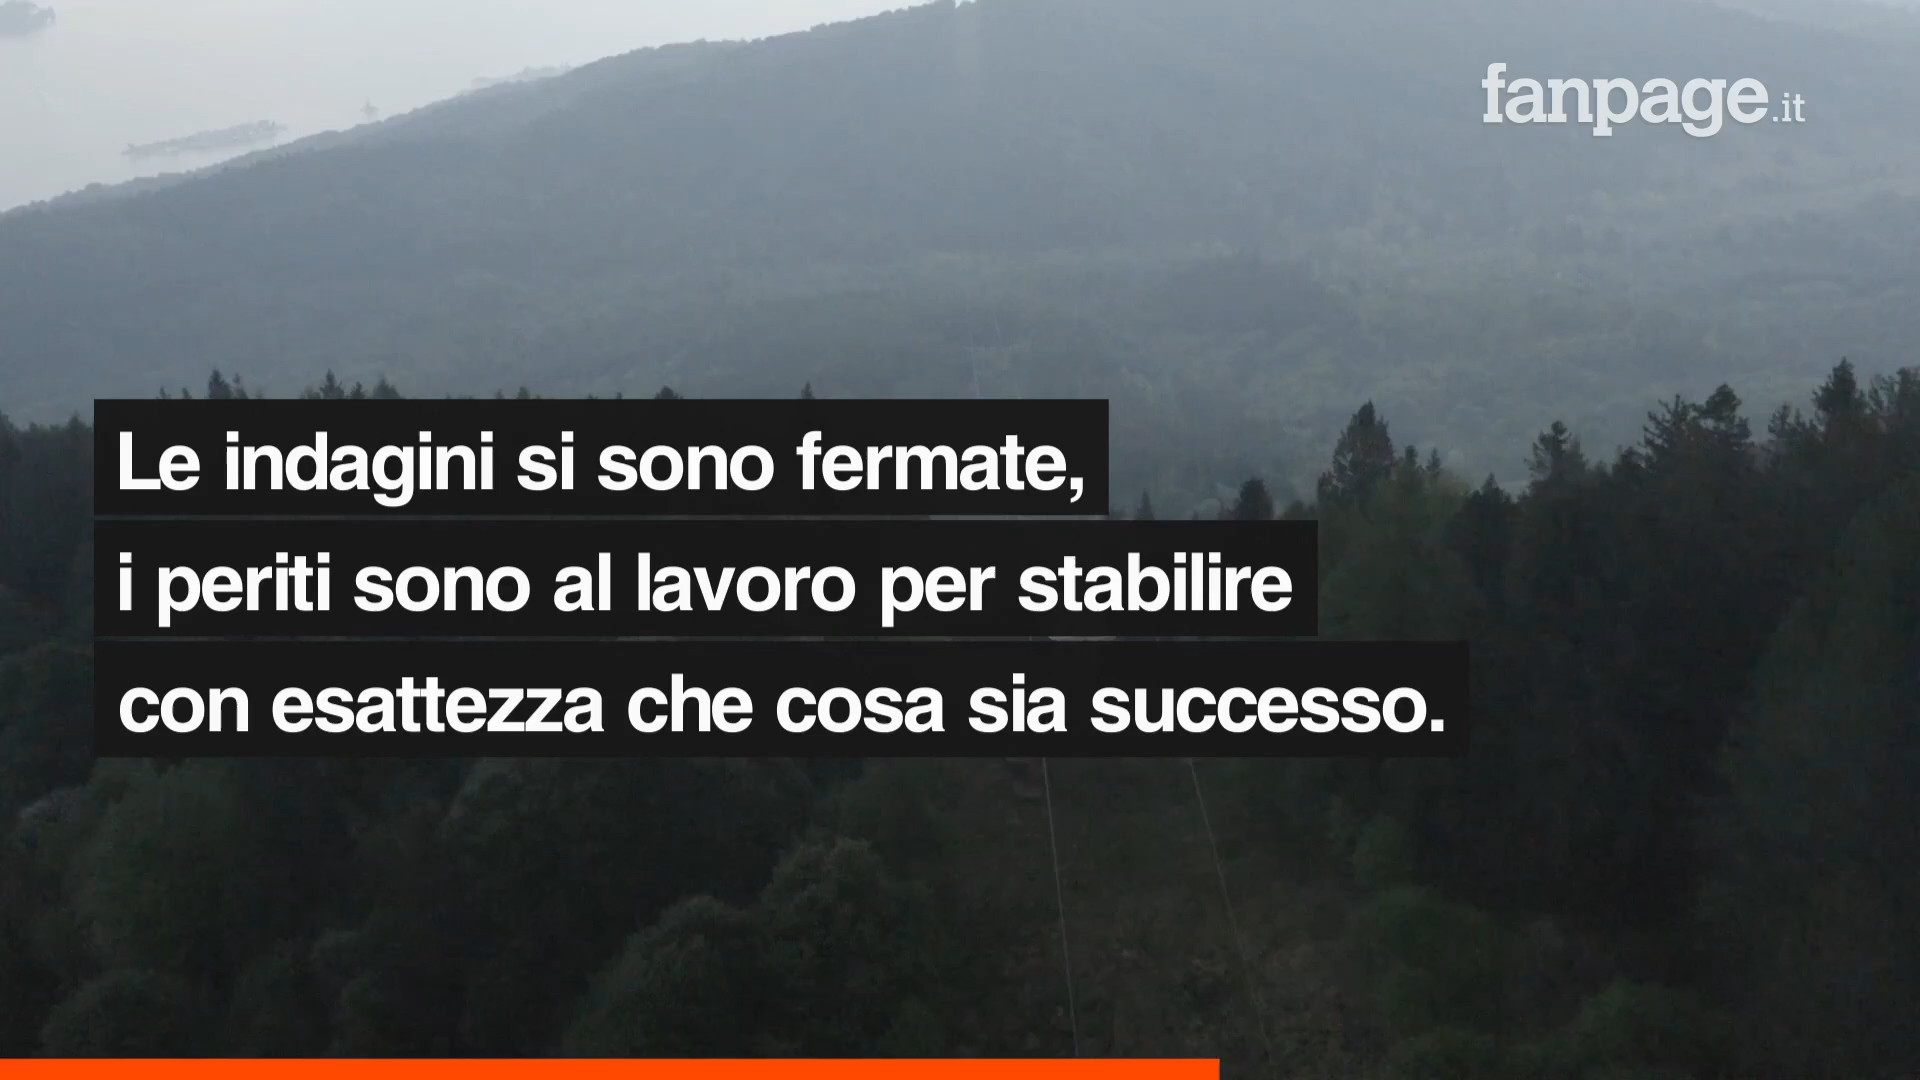 fanpage.it
Le indagini si sono fermate,
i periti sono al lavoro per stabilire
con esattezza che cosa sia successo.